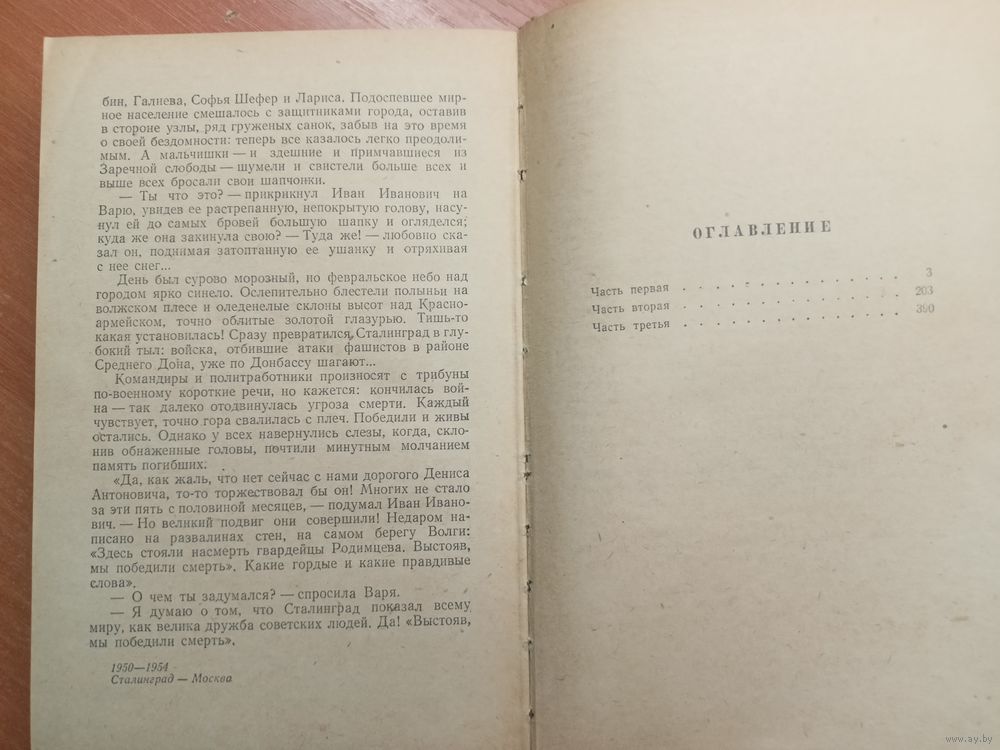 бин, Галиева, Софья Шефер и Лариса. Подоспевшее мир-
ное население смешалось с защитниками города, оставив
в стороне узлы, ряд груженых санок, забыв на это время
о своей бездомности: теперь все казалось легко преодоли-
мым. А мальчишки — и здешние и примчавшиеся из
Заречной слободы — шумели и свистели больше всех и
выше всех бросали свои шапчонки.
— Ты что это? — прикрикнул Иван Иванович на
Варю, увидев ее растрепанную, непокрытую голову, насу-
нул ей до самых бровей большую шапку и огляделся;
куда же она закинула свою? — Туда же! — любовно ска-
зал он, поднимая затоптанную ее ушанку и отряхивая
с нее снег...
День был сурово морозный, но февральское небо над
городом ярко синело. Ослепительно блестели полыньи на
волжском плесе и оледенелые склоны высот над Красно-
армейском, точно облитые золотой глазурью. Тишь-то
какая установилась! Сразу превратился Сталинград в глу-
бокий тыл: войска, отбившие атаки фашистов в районе
Среднего Дона, уже по Донбассу шагают...
Командиры и политработники произносят с трибуны
по-военному короткие речи, но кажется: кончилась вой-
на — так далеко отодвинулась угроза смерти. Каждый
чувствует, точно гора свалилась с плеч. Победили и живы
остались. Однако у всех навернулись слезы, когда, скло-
нив обнаженные головы, почтили минутным молчанием
память погибших.
«Да, как жаль, что нет сейчас с нами дорогого Дениса
Антоновича, то-то торжествовал бы он! Многих не стало
за эти пять с половиной месяцев, — подумал Иван Ивано-
вич. — Но великий подвиг они совершили! Недаром на-
писано на развалинах стен, на самом берегу Волги:
«Здесь стояли насмерть гвардейцы Родимцева. Выстояв,
мы победили смерть». Какие гордые и какие правдивые
слова».
— О чем ты задумался? — спросила Варя.
— Я думаю о том, что Сталинград показал всему
миру, как велика дружба советских людей. Да! «Выстояв,
мы победили смерть».
1950—1954
Сталинград — Москва
ОГЛАВЛЕНИЕ
Часть первая . . . . . . . . . . . . . 3
Часть вторая . . . . . . . . . . . . . 203
Часть третья . . . . . . . . . . . . . 390
www.ay.by